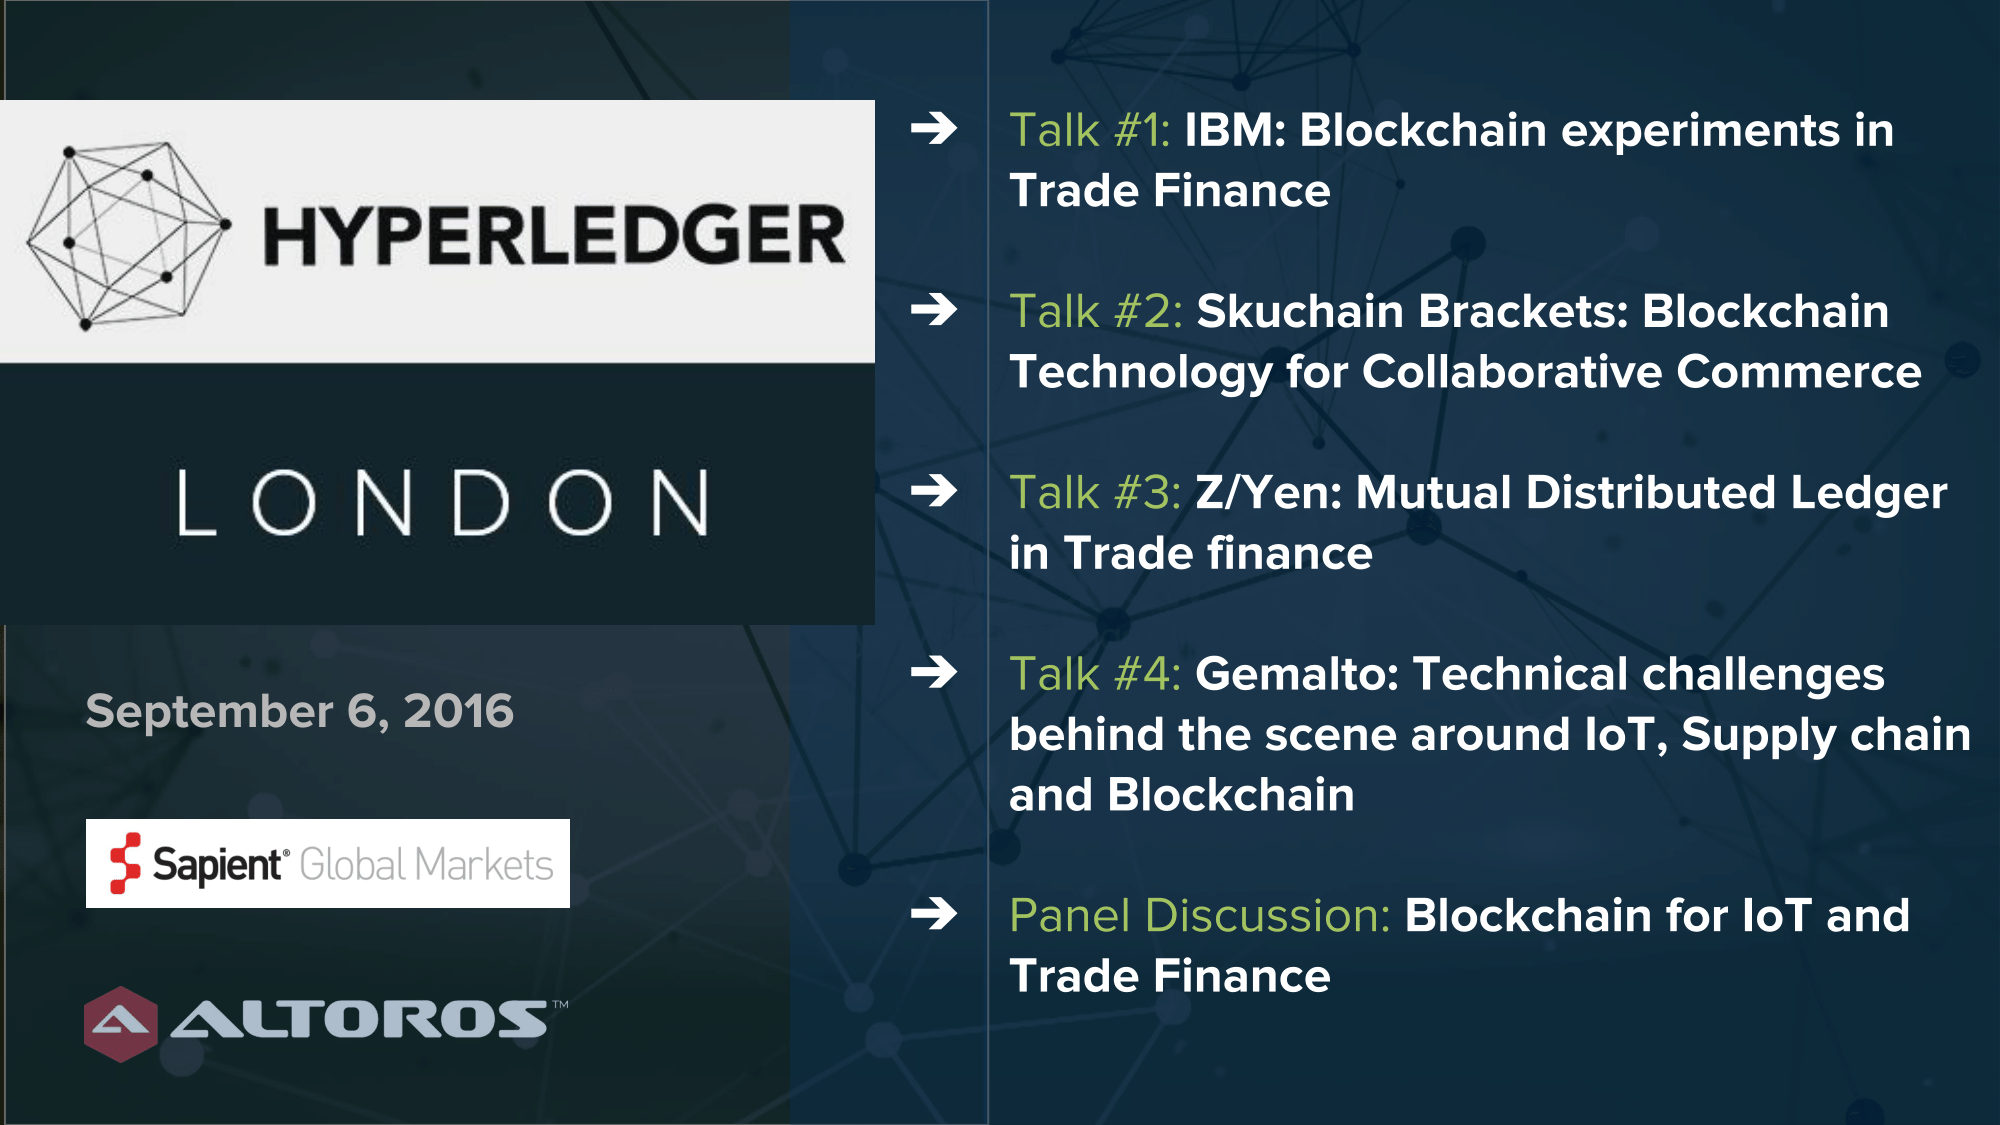 HYPERLEDGER
LONDON
September 6, 2016
Sapient® Global Markets
ALTOROS™
➔ Talk #1: IBM: Blockchain experiments in
Trade Finance
➔ Talk #2: Skuchain Brackets: Blockchain
Technology for Collaborative Commerce
➔ Talk #3: Z/Yen: Mutual Distributed Ledger
in Trade finance
➔ Talk #4: Gemalto: Technical challenges
behind the scene around IoT, Supply chain
and Blockchain
➔ Panel Discussion: Blockchain for IoT and
Trade Finance